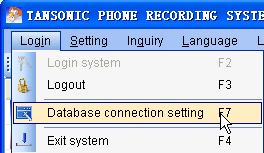 TANSONIC PHONE RECORDING SYSTE
Login Setting Inquiry Language
Login system F2
Logout F3
Database connection setting F7
Exit system F4